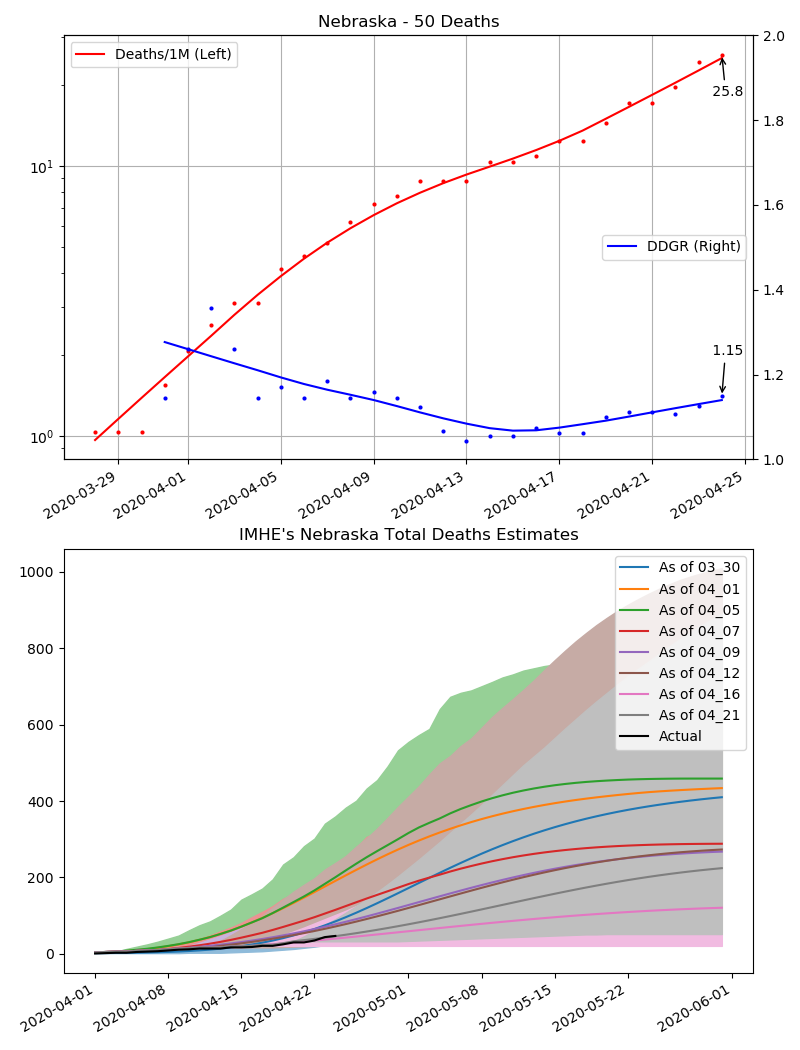 Nebraska - 50 Deaths
Deaths/1M (Left)
DDGR (Right)
25.8
1.15
10^1
10^0
2.0
1.8
1.6
1.4
1.2
1.0
2020-03-29
2020-04-01
2020-04-05
2020-04-09
2020-04-13
2020-04-17
2020-04-21
2020-04-25
IMHE's Nebraska Total Deaths Estimates
1000
800
600
400
200
0
As of 03_30
As of 04_01
As of 04_05
As of 04_07
As of 04_09
As of 04_12
As of 04_16
As of 04_21
Actual
2020-04-01
2020-04-08
2020-04-15
2020-04-22
2020-05-01
2020-05-08
2020-05-15
2020-05-22
2020-06-01